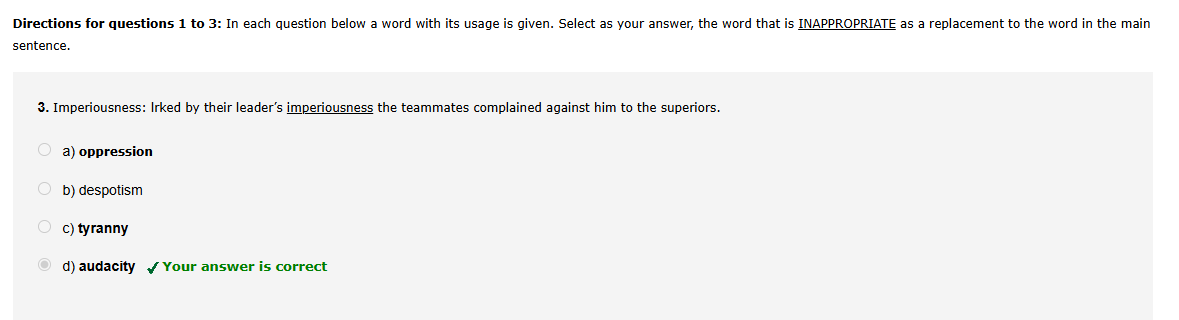 Directions for questions 1 to 3: In each question below a word with its usage is given. Select as your answer, the word that is INAPPROPRIATE as a replacement to the word in the main
sentence.
3. Imperiousness: Irked by their leader's imperiousness the teammates complained against him to the superiors.
a) oppression
b) despotism
c) tyranny
d) audacity ✓ Your answer is correct